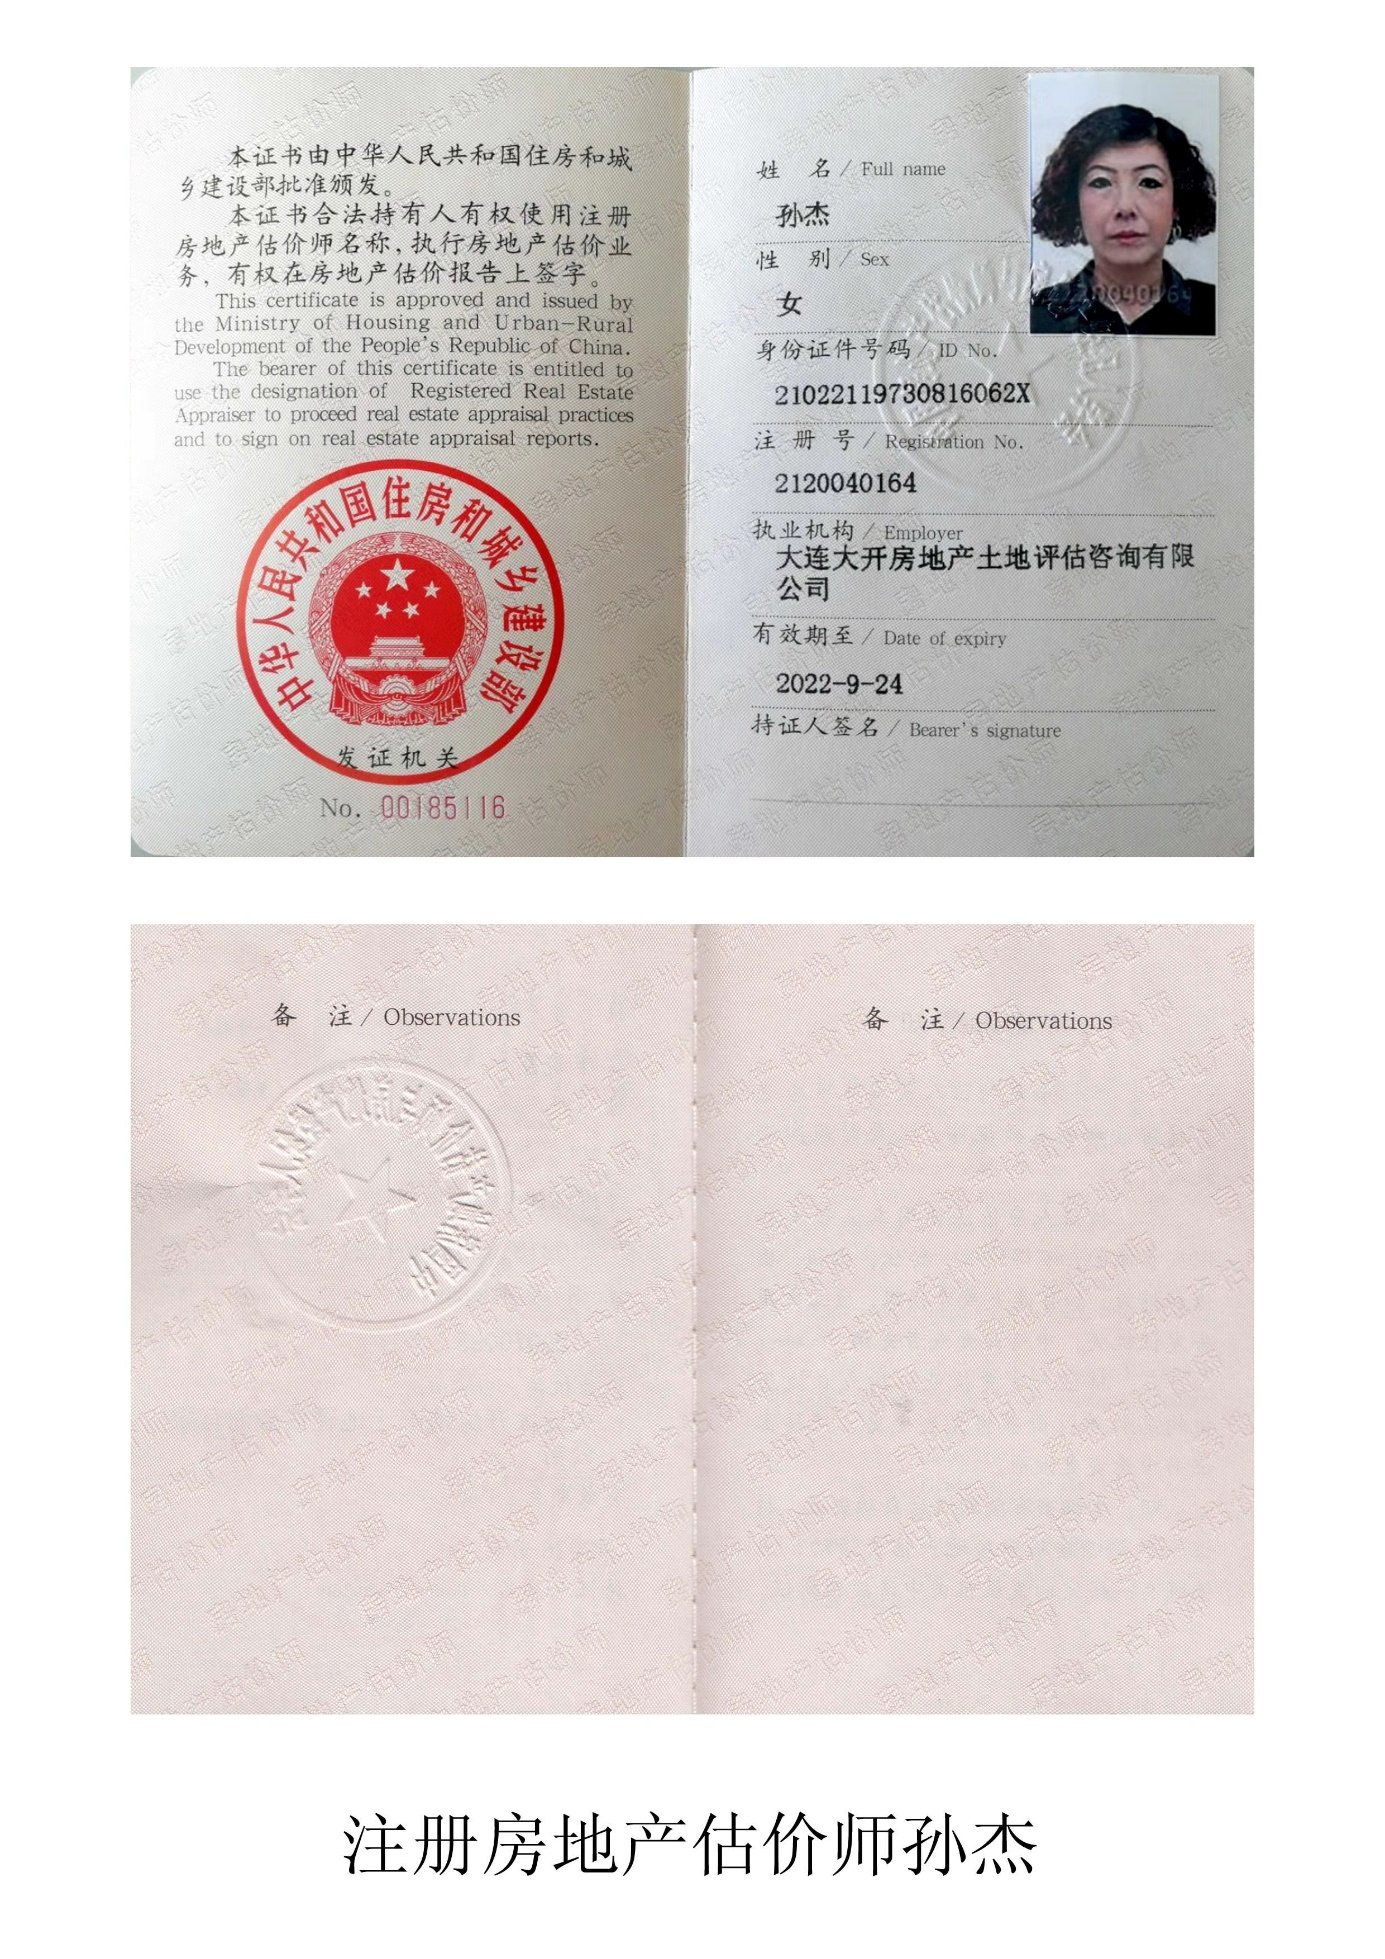 本证书由中华人民共和国住房和城
乡建设部批准颁发。
本证书合法持有人有权使用注册
房地产估价师名称,执行房地产估价业
务,有权在房地产估价报告上签字。
This certificate is approved and issued by
the Ministry of Housing and Urban-Rural
Development of the People's Republic of China.
The bearer of this certificate is entitled to
use the designation of Registered Real Estate
Appraiser to proceed real estate appraisal practices
and to sign on real estate appraisal reports.
中华人民共和国住房和城乡建设部
发证机关
No. 00185116
姓 名 / Full name
孙杰
性 别 / Sex
女
身份证件号码 / ID No.
21022119730816062X
注 册 号 / Registration No.
2120040164
执业机构 / Employer
大连大开房地产土地评估咨询有限
公司
有效期至 / Date of expiry
2022-9-24
持证人签名 / Bearer's signature
备 注 / Observations
备 注 / Observations
注册房地产估价师孙杰